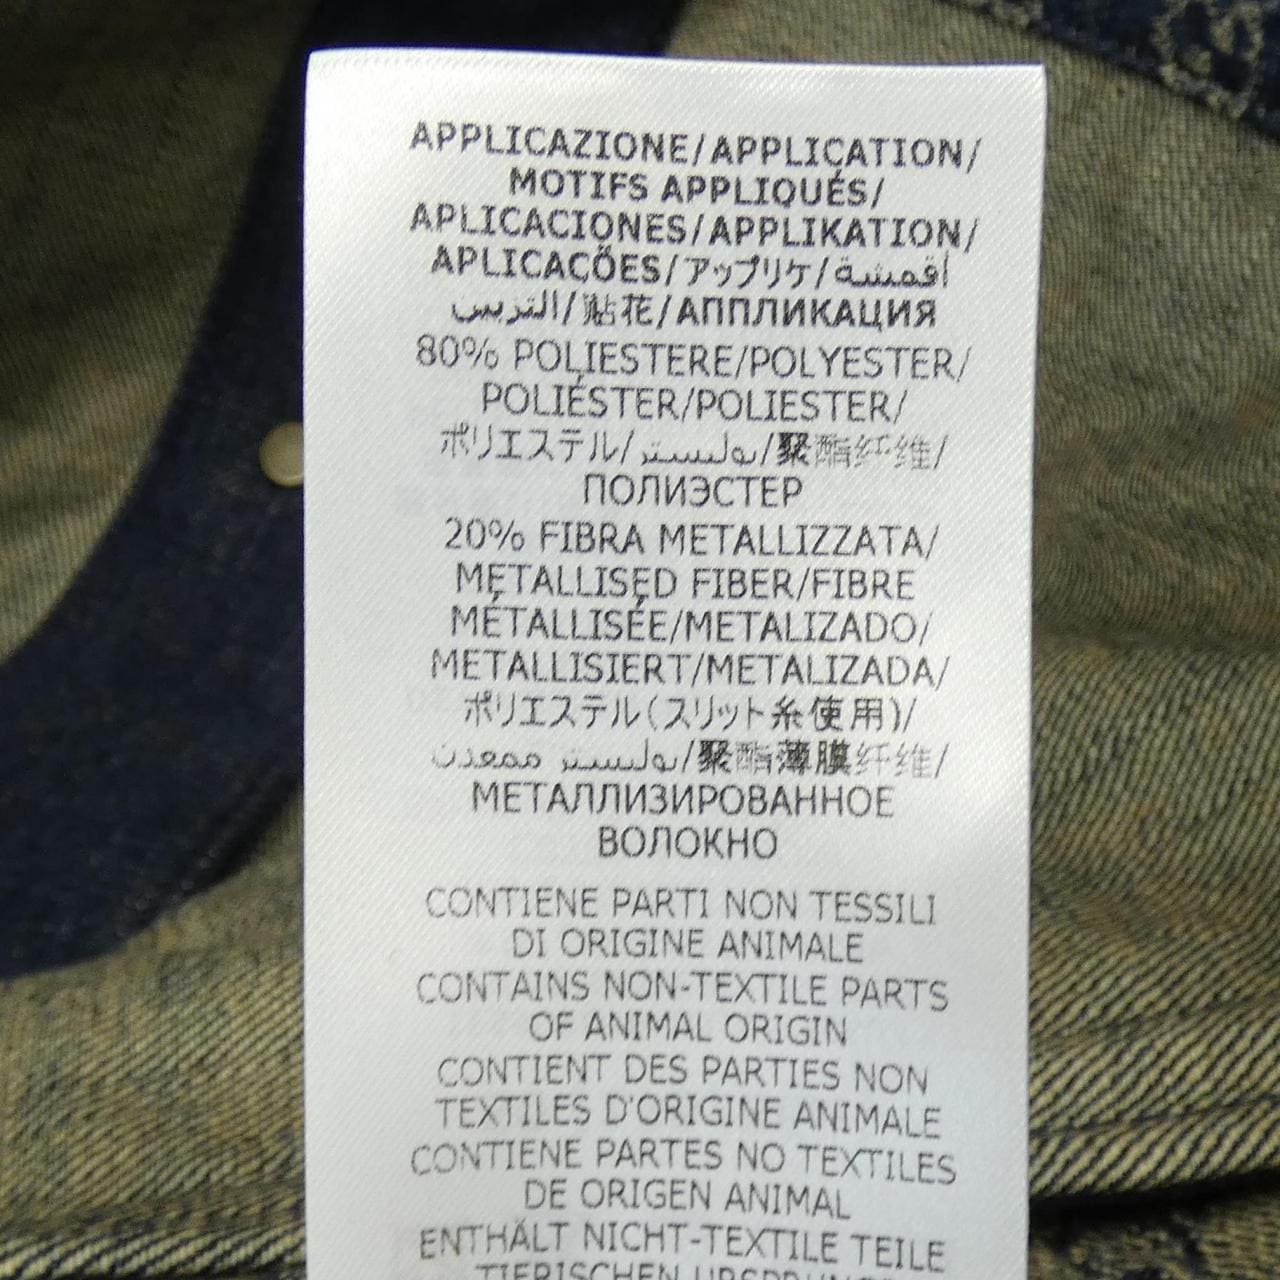 APPLICAZIONE/APPLICATION/
MOTIFS APPLIQUÉS/
APLICACIONES/APPLIKATION/
APLICAÇÕES/アップリケ/أقمشة
التزيين/贴花/АППЛИКАЦИЯ
80% POLIESTERE/POLYESTER/
POLIÉSTER/POLIESTER/
ポリエステル/بوليستر/聚酯纤维/
ПОЛИЭСТЕР
20% FIBRA METALLIZZATA/
METALLISED FIBER/FIBRE
MÉTALLISÉE/METALIZADO/
METALLISIERT/METALIZADA/
ポリエステル(スリット糸使用)/
بوليستر ممعدن/聚酯薄膜纤维/
МЕТАЛЛИЗИРОВАННОЕ
ВОЛОКНО
CONTIENE PARTI NON TESSILI
DI ORIGINE ANIMALE
CONTAINS NON-TEXTILE PARTS
OF ANIMAL ORIGIN
CONTIENT DES PARTIES NON
TEXTILES D'ORIGINE ANIMALE
CONTIENE PARTES NO TEXTILES
DE ORIGEN ANIMAL
ENTHÄLT NICHT-TEXTILE TEILE
TIERISCHEN URSPRUNGS